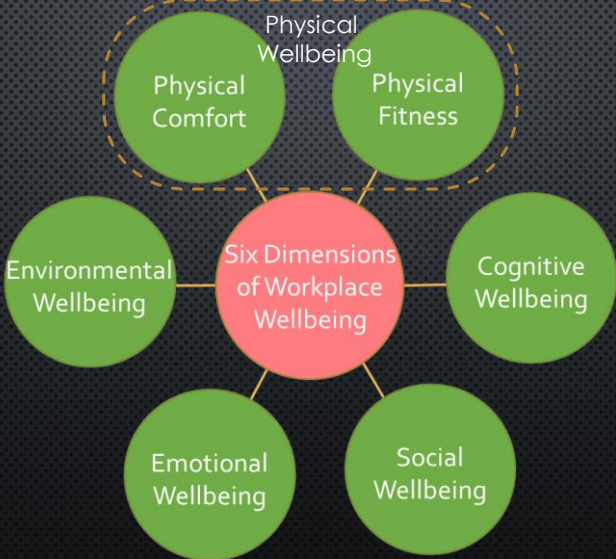 Physical
Wellbeing
Physical
Comfort
Physical
Fitness
Environmental
Wellbeing
Six Dimensions
of Workplace
Wellbeing
Cognitive
Wellbeing
Emotional
Wellbeing
Social
Wellbeing